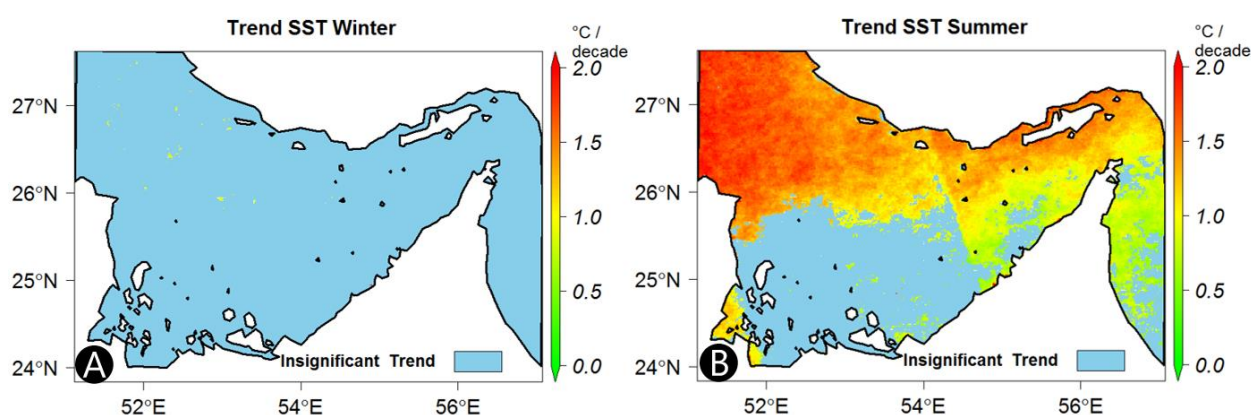 Trend SST Winter
°C /
decade
27°N
26°N
25°N
24°N
52°E
54°E
56°E
2.0
1.5
1.0
0.5
0.0
Insignificant Trend
A
Trend SST Summer
°C /
decade
27°N
26°N
25°N
24°N
52°E
54°E
56°E
2.0
1.5
1.0
0.5
0.0
Insignificant Trend
B